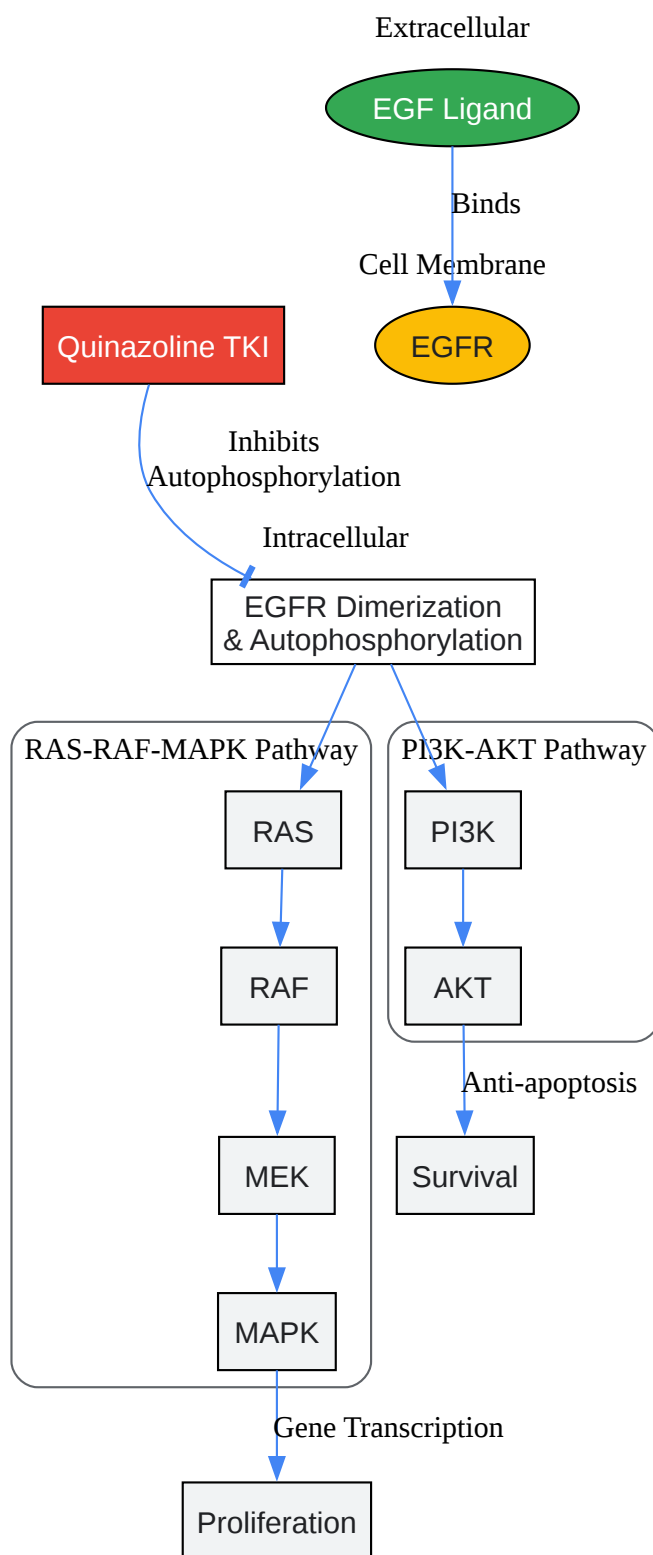 Extracellular
EGF Ligand
Binds
Cell Membrane
Quinazoline TKI
EGFR
Inhibits
Autophosphorylation
Intracellular
EGFR Dimerization
& Autophosphorylation
RAS-RAF-MAPK Pathway
PI3K-AKT Pathway
RAS
PI3K
RAF
AKT
Anti-apoptosis
MEK
Survival
MAPK
Gene Transcription
Proliferation